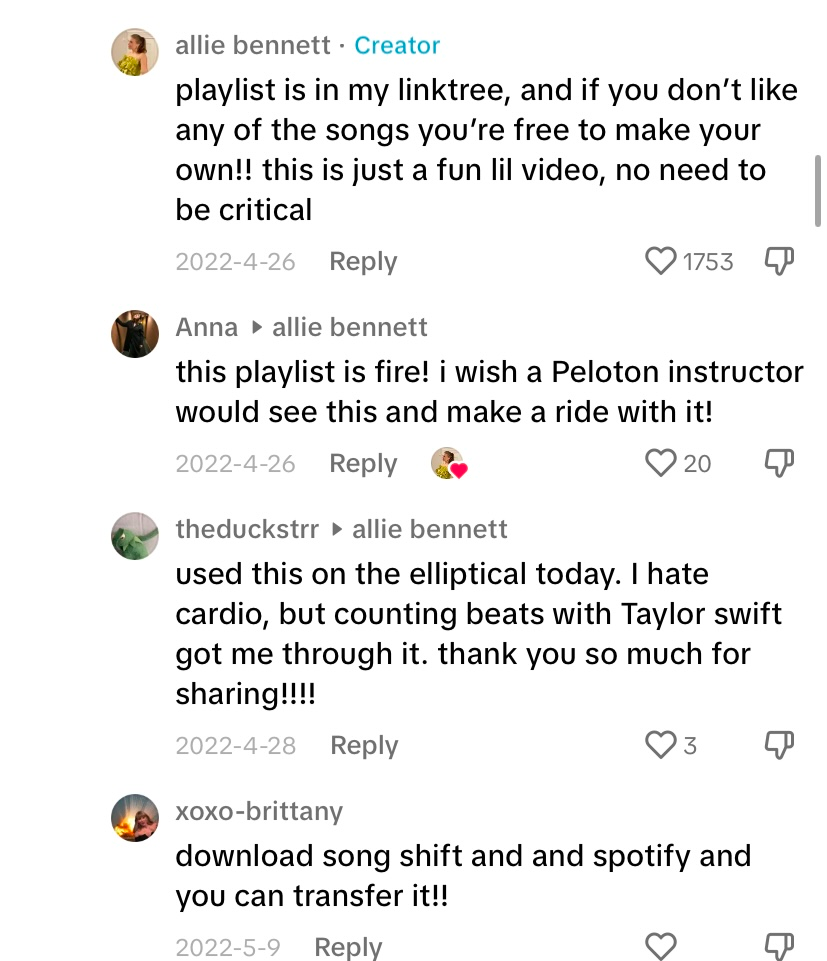 allie bennett · Creator
playlist is in my linktree, and if you don’t like
any of the songs you’re free to make your
own!! this is just a fun lil video, no need to
be critical
2022-4-26 Reply 1753
Anna ▸ allie bennett
this playlist is fire! i wish a Peloton instructor
would see this and make a ride with it!
2022-4-26 Reply 20
theduckstrr ▸ allie bennett
used this on the elliptical today. I hate
cardio, but counting beats with Taylor swift
got me through it. thank you so much for
sharing!!!!
2022-4-28 Reply 3
xoxo-brittany
download song shift and and spotify and
you can transfer it!!
2022-5-9 Reply